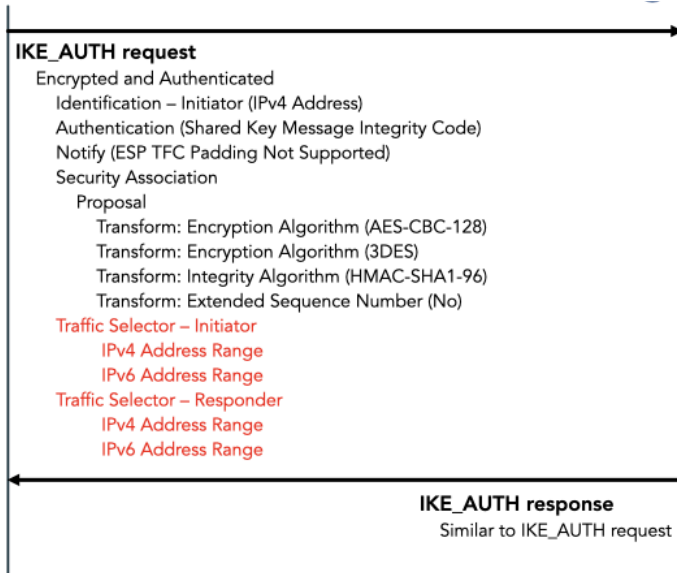 IKE_AUTH request
Encrypted and Authenticated
Identification – Initiator (IPv4 Address)
Authentication (Shared Key Message Integrity Code)
Notify (ESP TFC Padding Not Supported)
Security Association
Proposal
Transform: Encryption Algorithm (AES-CBC-128)
Transform: Encryption Algorithm (3DES)
Transform: Integrity Algorithm (HMAC-SHA1-96)
Transform: Extended Sequence Number (No)
Traffic Selector – Initiator
IPv4 Address Range
IPv6 Address Range
Traffic Selector – Responder
IPv4 Address Range
IPv6 Address Range
IKE_AUTH response
Similar to IKE_AUTH request